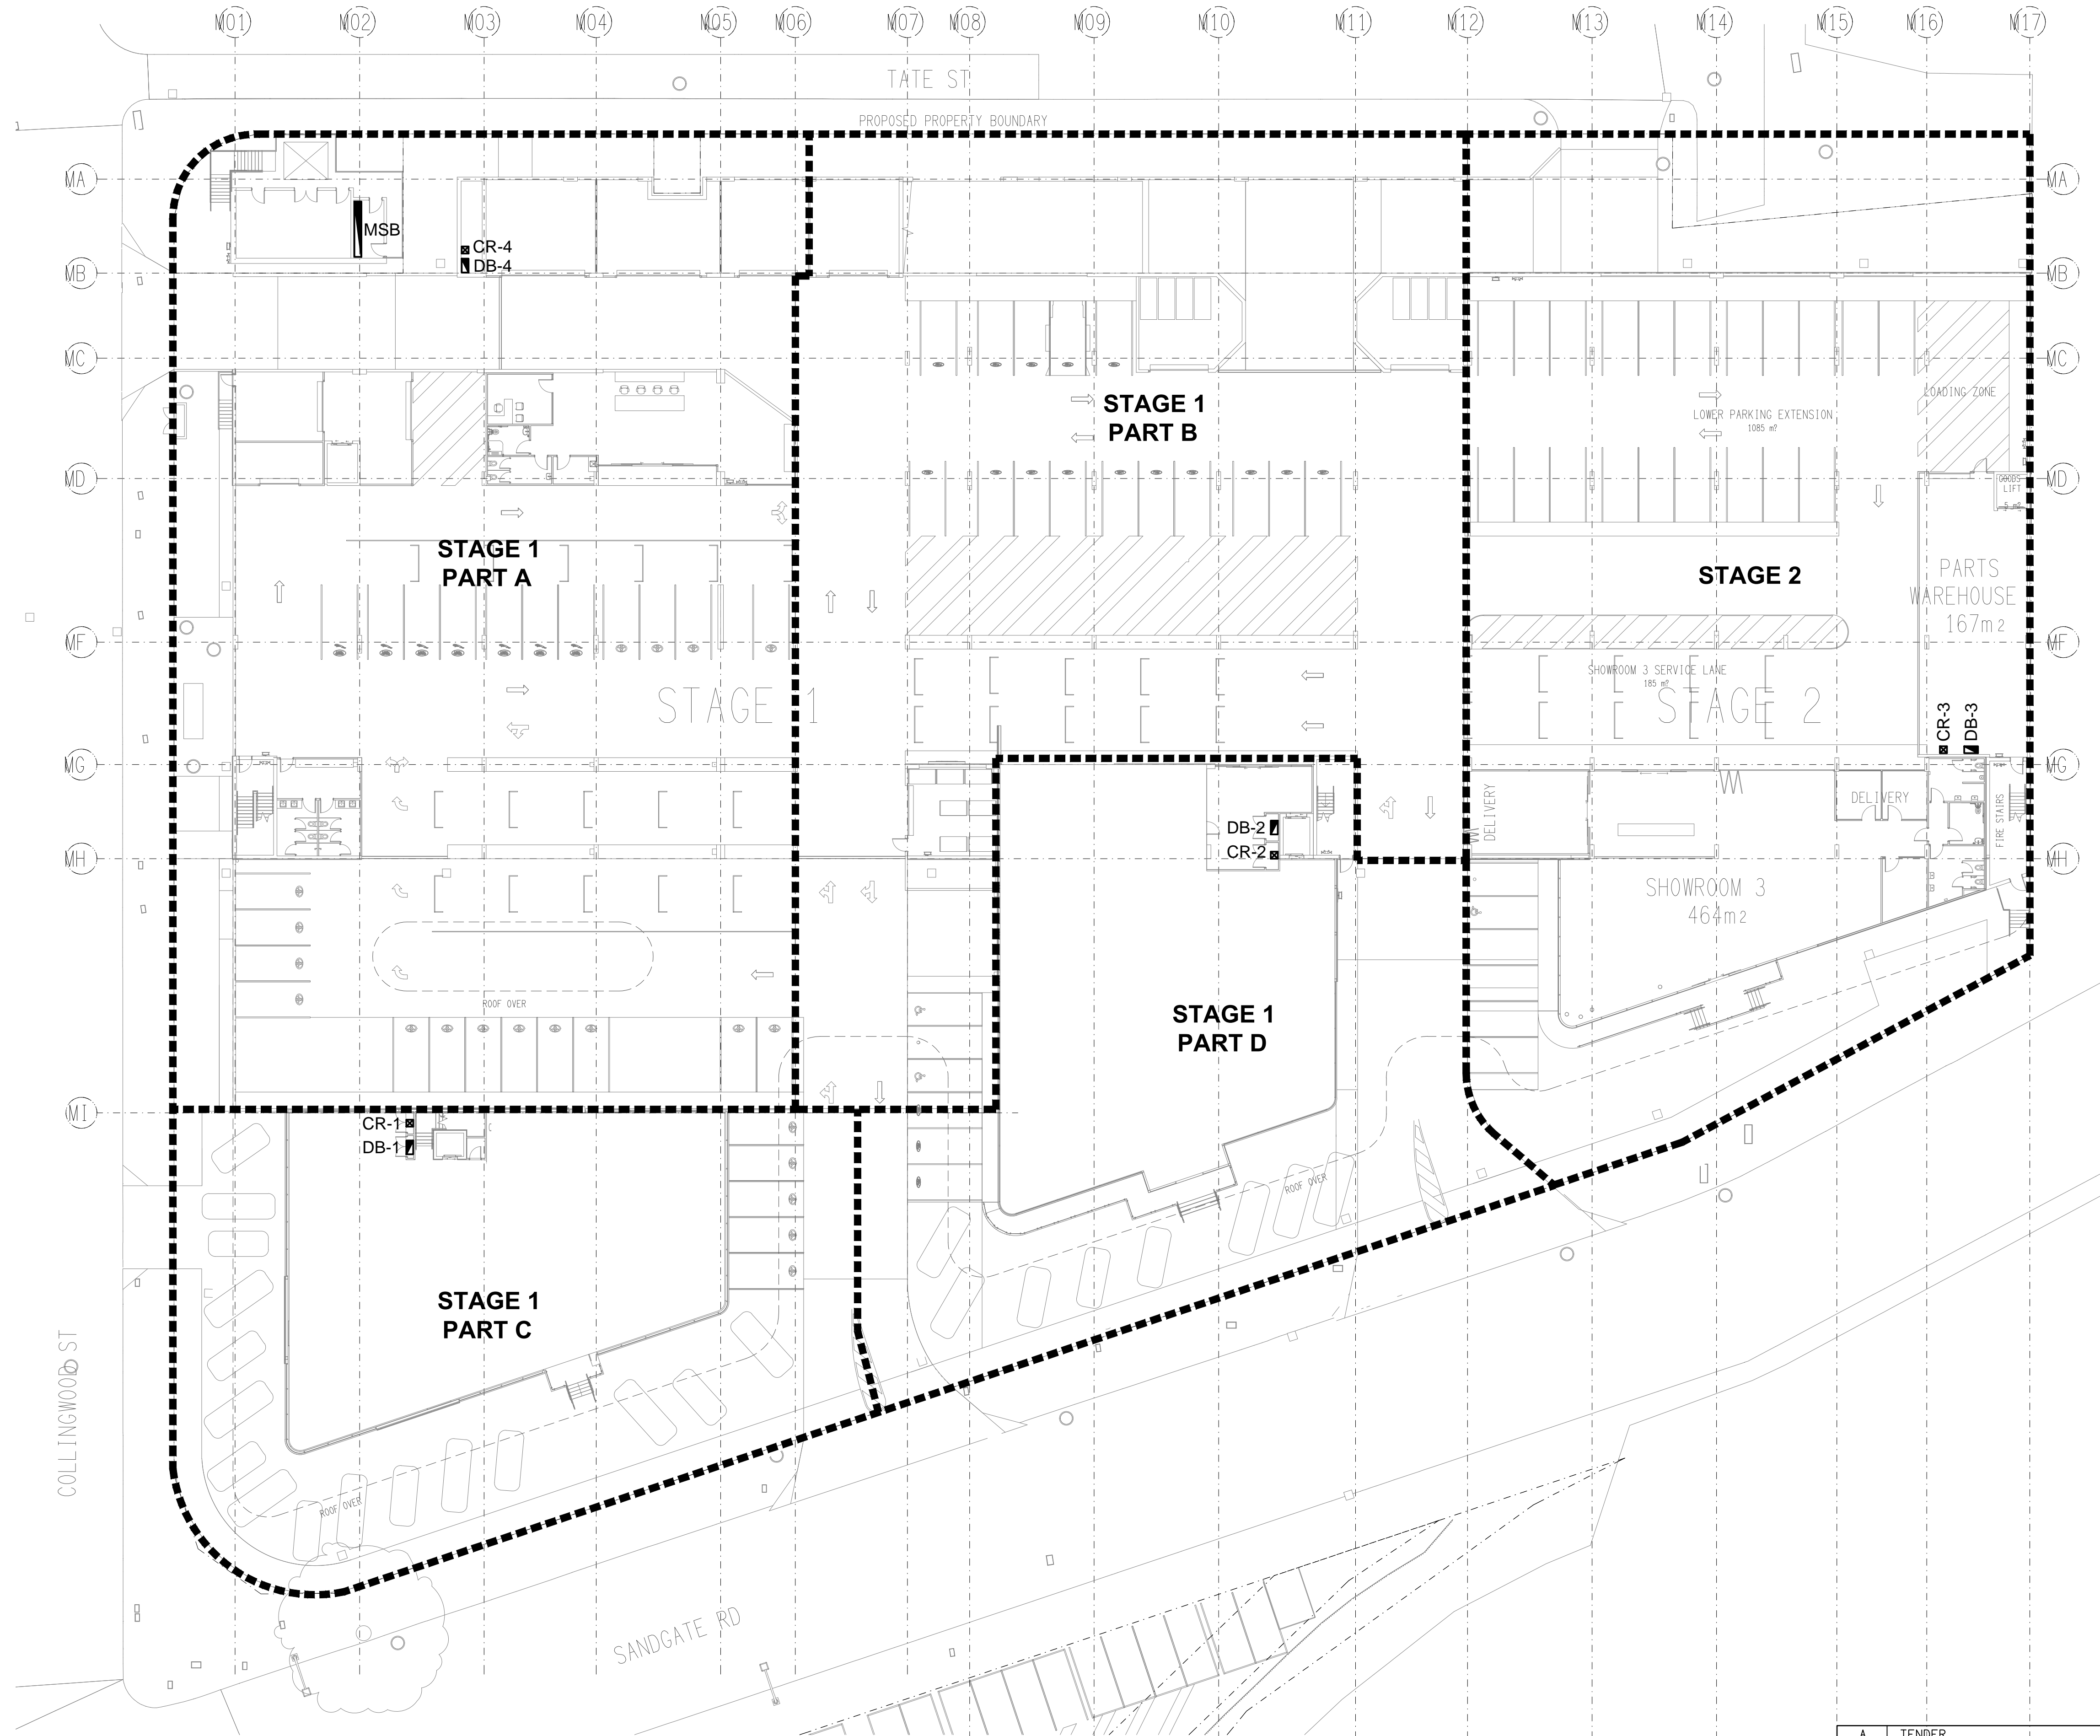 M01 M02 M03 M04 M05 M06 M07 M08 M09 M10 M11 M12 M13 M14 M15 M16 M17
TATE ST
PROPOSED PROPERTY BOUNDARY
MA MA
MSB
CR-4
DB-4
MB MB
MC MC
LOADING ZONE
STAGE 1
PART B
LOWER PARKING EXTENSION
1085 m?
MD MD
GOODS
LIFT
5 m?
STAGE 1
PART A
STAGE 2
PARTS
WAREHOUSE
167m2
MF MF
SHOWROOM 3 SERVICE LANE
185 m?
STAGE 1
STAGE 2
CR-3
DB-3
MG MG
DELIVERY
DELIVERY
FIRE STAIRS
DB-2
CR-2
MH MH
SHOWROOM 3
464m2
ROOF OVER
STAGE 1
PART D
MI
CR-1
DB-1
ROOF OVER
STAGE 1
PART C
COLLINGWOOD ST
ROOF OVER
SANDGATE RD
A TENDER